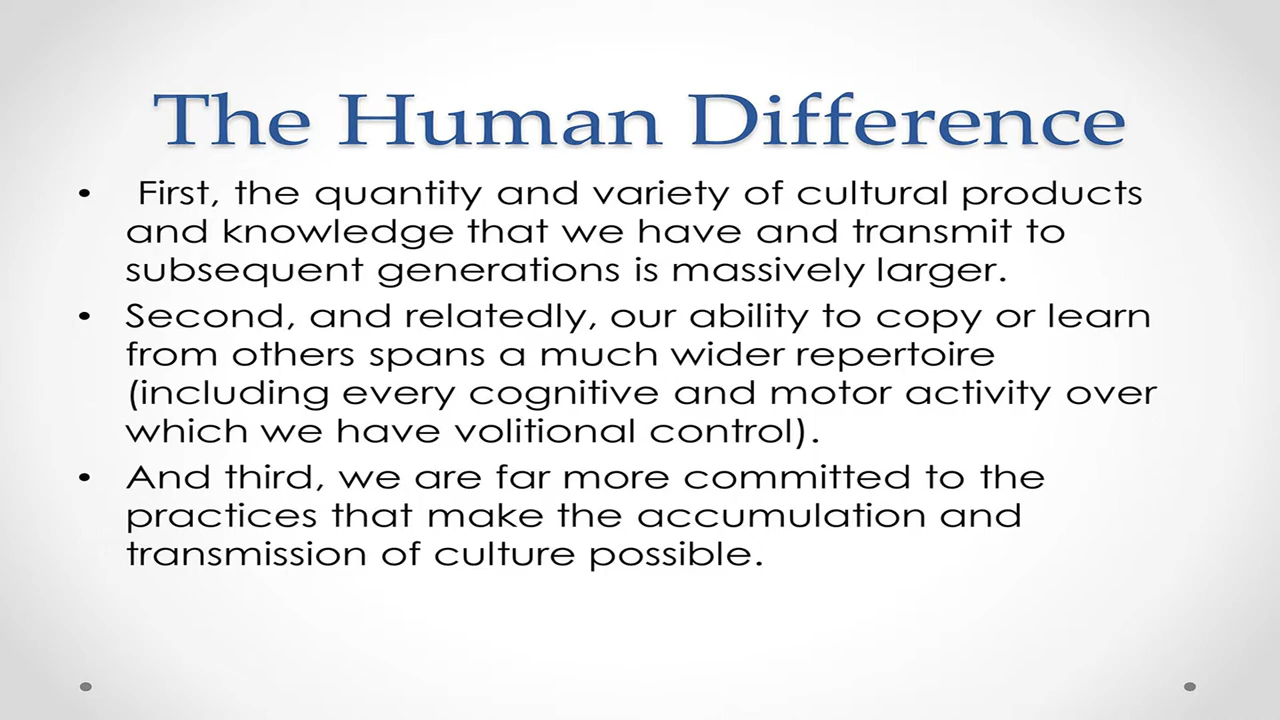 The Human Difference
• First, the quantity and variety of cultural products
and knowledge that we have and transmit to
subsequent generations is massively larger.
• Second, and relatedly, our ability to copy or learn
from others spans a much wider repertoire
(including every cognitive and motor activity over
which we have volitional control).
• And third, we are far more committed to the
practices that make the accumulation and
transmission of culture possible.